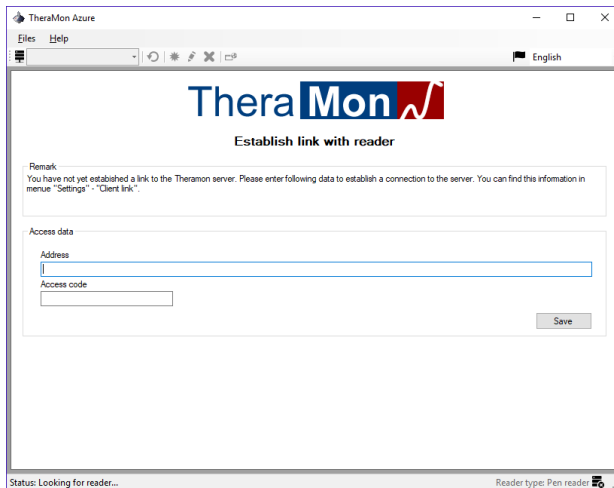 TheraMon Azure
Files Help
English
Thera Mon
Establish link with reader
Remark
You have not yet estabished a link to the Theramon server. Please enter following data to establish a connection to the server. You can find this information in
menue "Settings" - "Client link".
Access data
Address
Access code
Save
Status: Looking for reader... Reader type: Pen reader